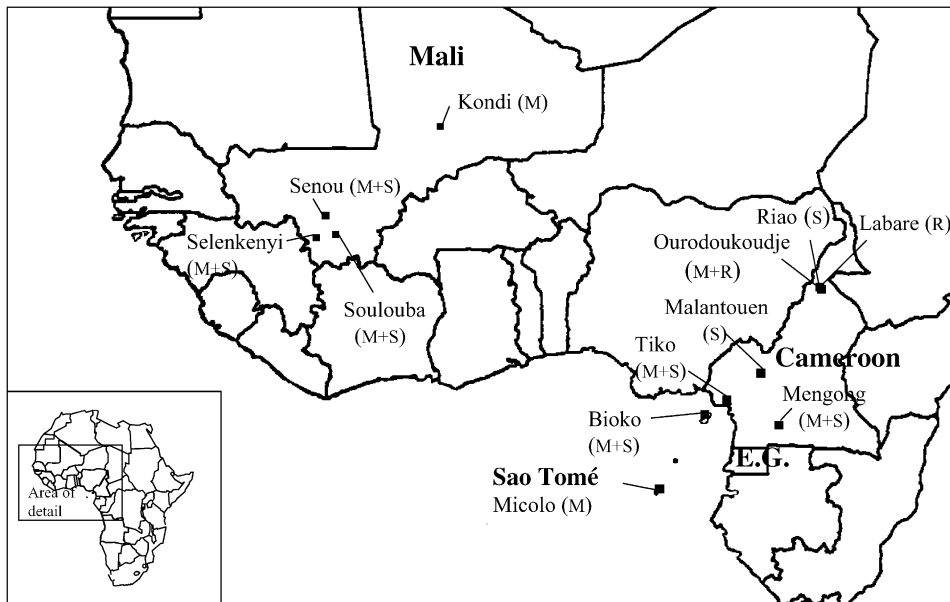 Mali
Kondi (M)
Senou (M+S)
Selenkenyi
(M+S)
Soulouba
(M+S)
Riao (S)
Labare (R)
Ourodoukoudje
(M+R)
Malantouen
(S)
Tiko
(M+S)
Cameroon
Mengong
(M+S)
Bioko
(M+S)
E.G.
Sao Tomé
Micolo (M)
Area of
detail